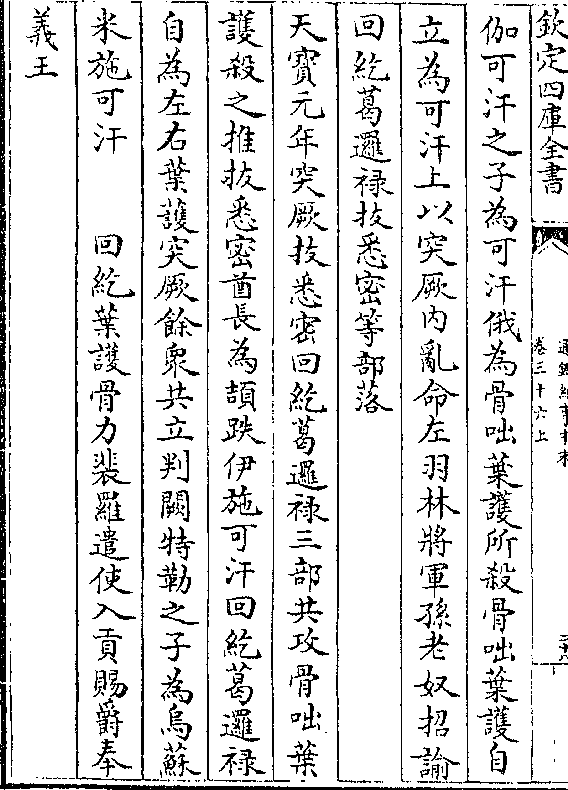 欽定四庫全書
通鑑紀事本末
卷三十六上
伽可汗之子為可汗俄為骨咄葉護所殺骨咄葉護自
立為可汗上以突厥内亂命左羽林將軍孫老奴招諭
回紇葛邏禄拔悉密等部落
天寳元年突厥拔悉密回紇葛邏禄三部共攻骨咄葉
護殺之推拔悉密酋長為頡跌伊施可汗回紇葛邏禄
自為左右葉護突厥餘衆共立判闕特勒之子為烏蘇
米施可汗 回紇葉護骨力裴羅遣使入貢賜爵奉
義王